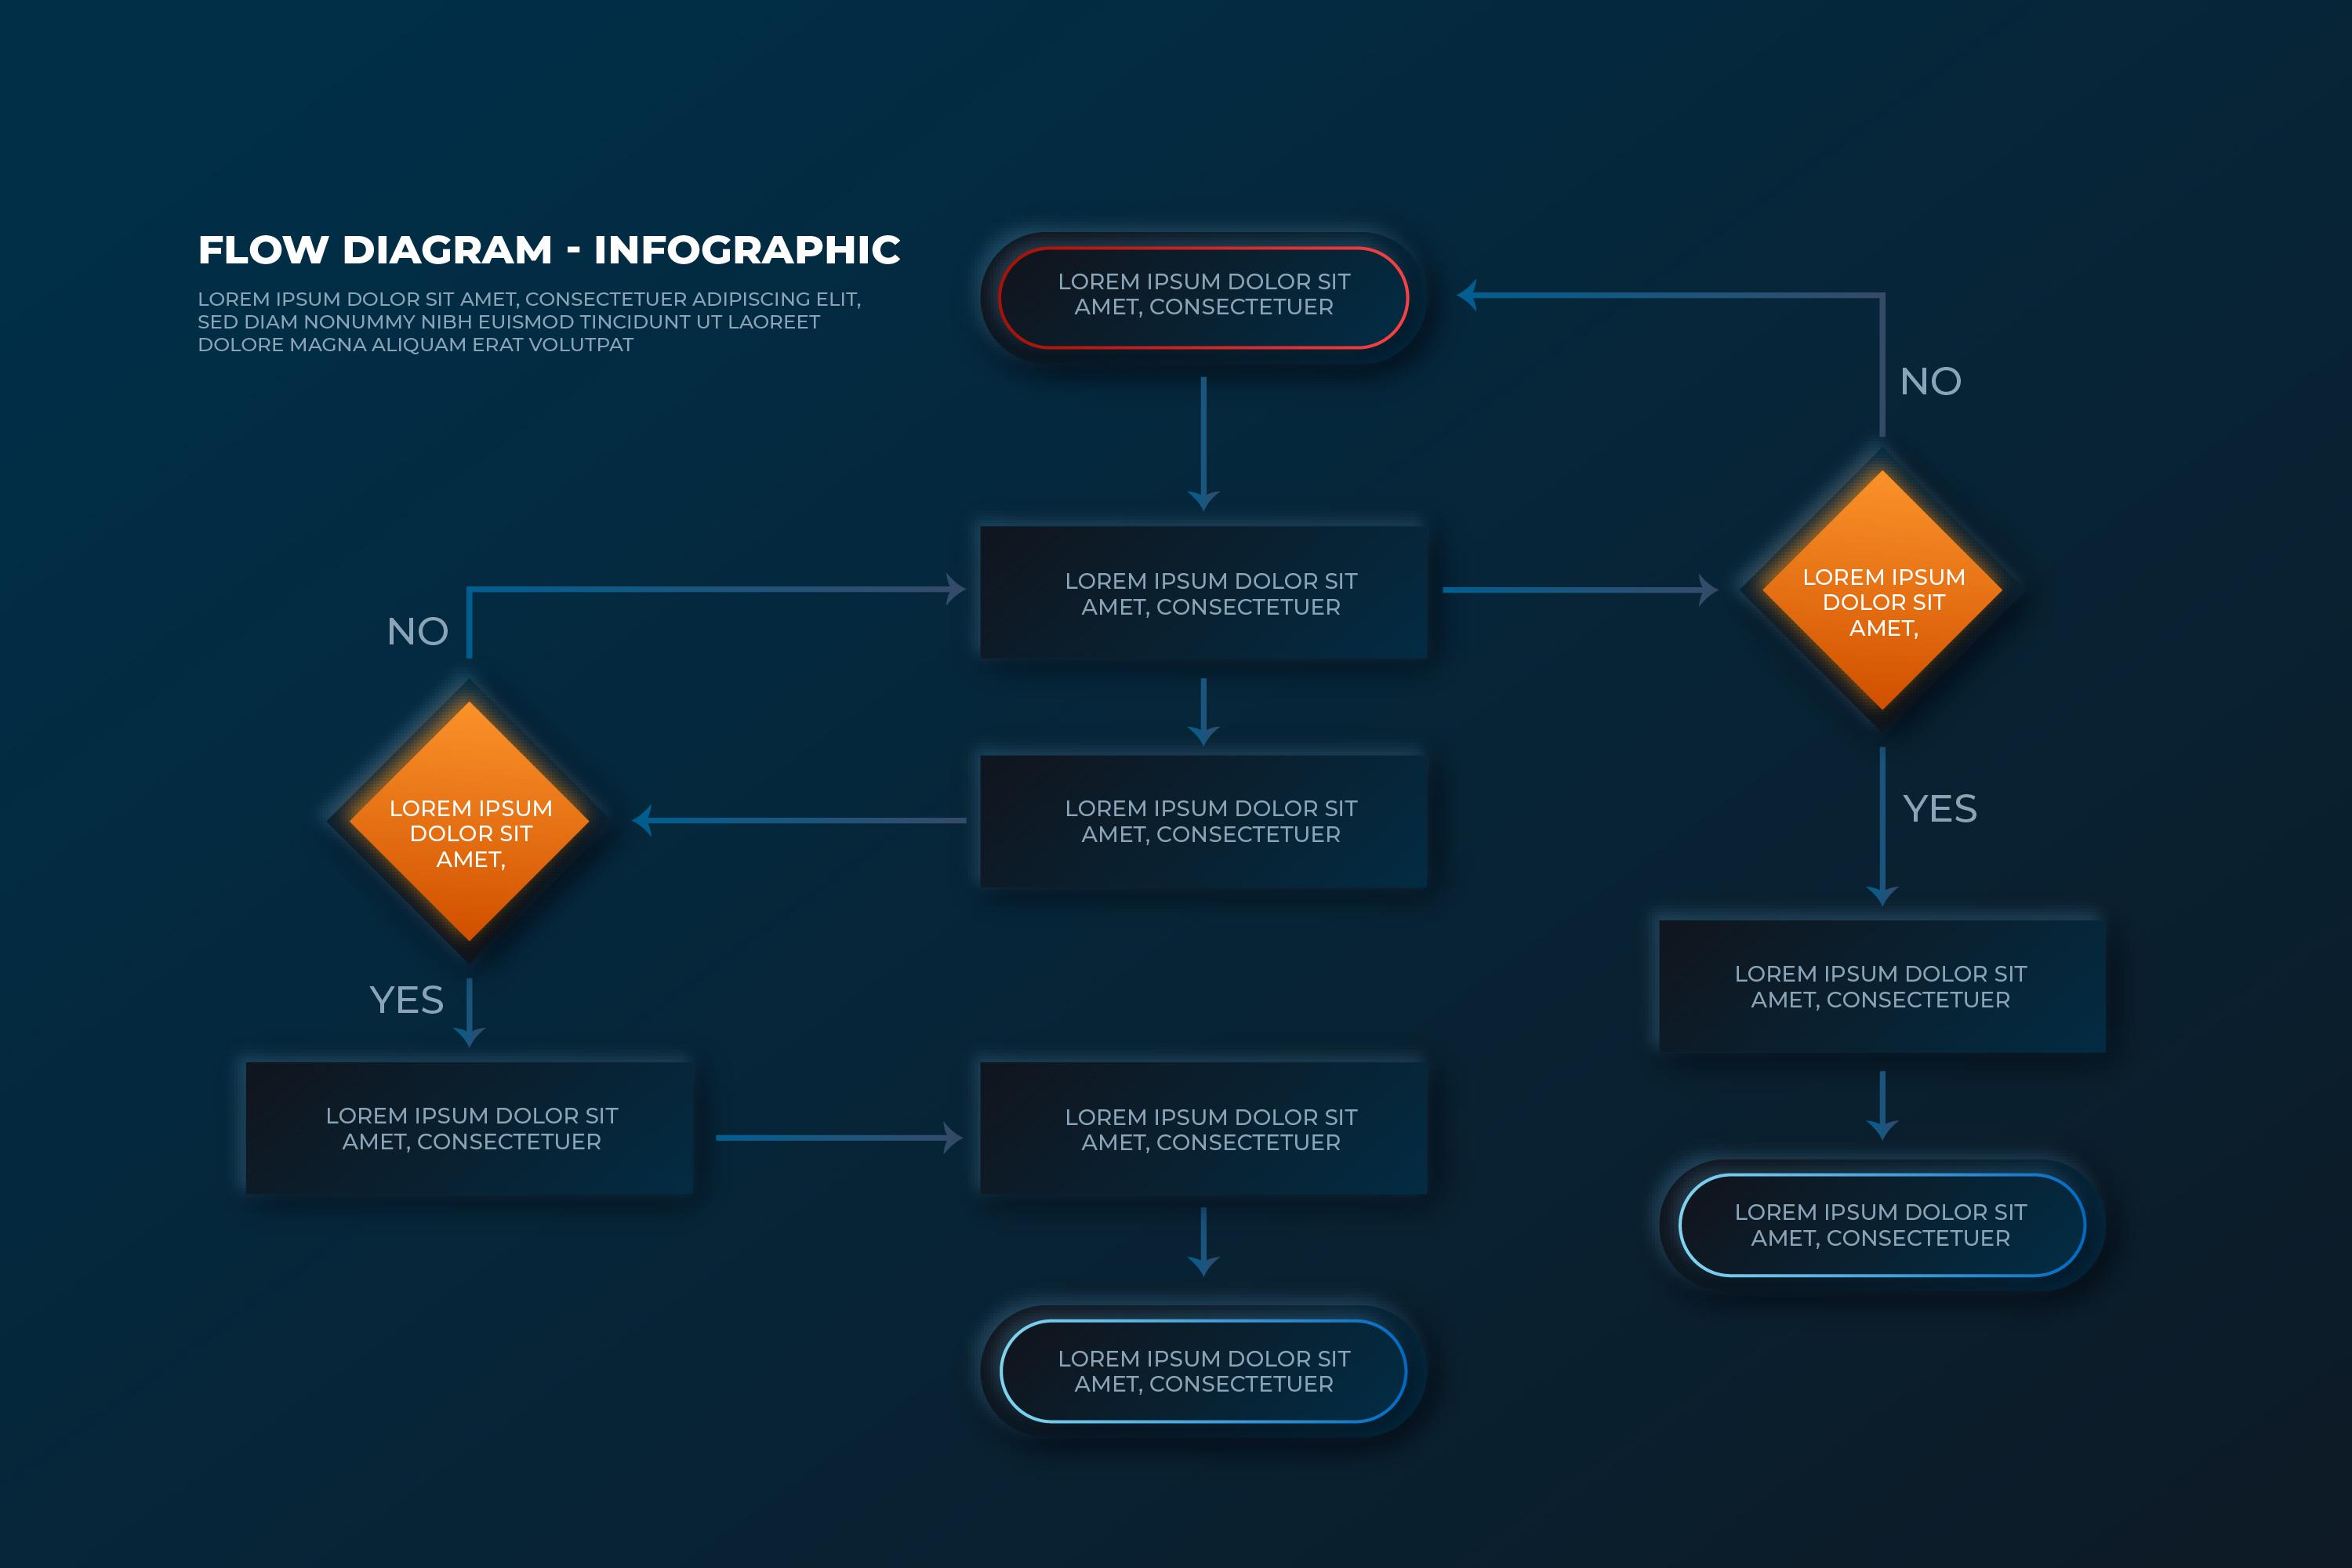 FLOW DIAGRAM - INFOGRAPHIC
LOREM IPSUM DOLOR SIT AMET, CONSECTETUER ADIPISCING ELIT,
SED DIAM NONUMMY NIBH EUISMOD TINCIDUNT UT LAOREET
DOLORE MAGNA ALIQUAM ERAT VOLUTPAT
LOREM IPSUM DOLOR SIT
AMET, CONSECTETUER
NO
LOREM IPSUM DOLOR SIT
AMET, CONSECTETUER
LOREM IPSUM
DOLOR SIT
AMET,
NO
LOREM IPSUM
DOLOR SIT
AMET,
LOREM IPSUM DOLOR SIT
AMET, CONSECTETUER
YES
YES
LOREM IPSUM DOLOR SIT
AMET, CONSECTETUER
LOREM IPSUM DOLOR SIT
AMET, CONSECTETUER
LOREM IPSUM DOLOR SIT
AMET, CONSECTETUER
LOREM IPSUM DOLOR SIT
AMET, CONSECTETUER
LOREM IPSUM DOLOR SIT
AMET, CONSECTETUER